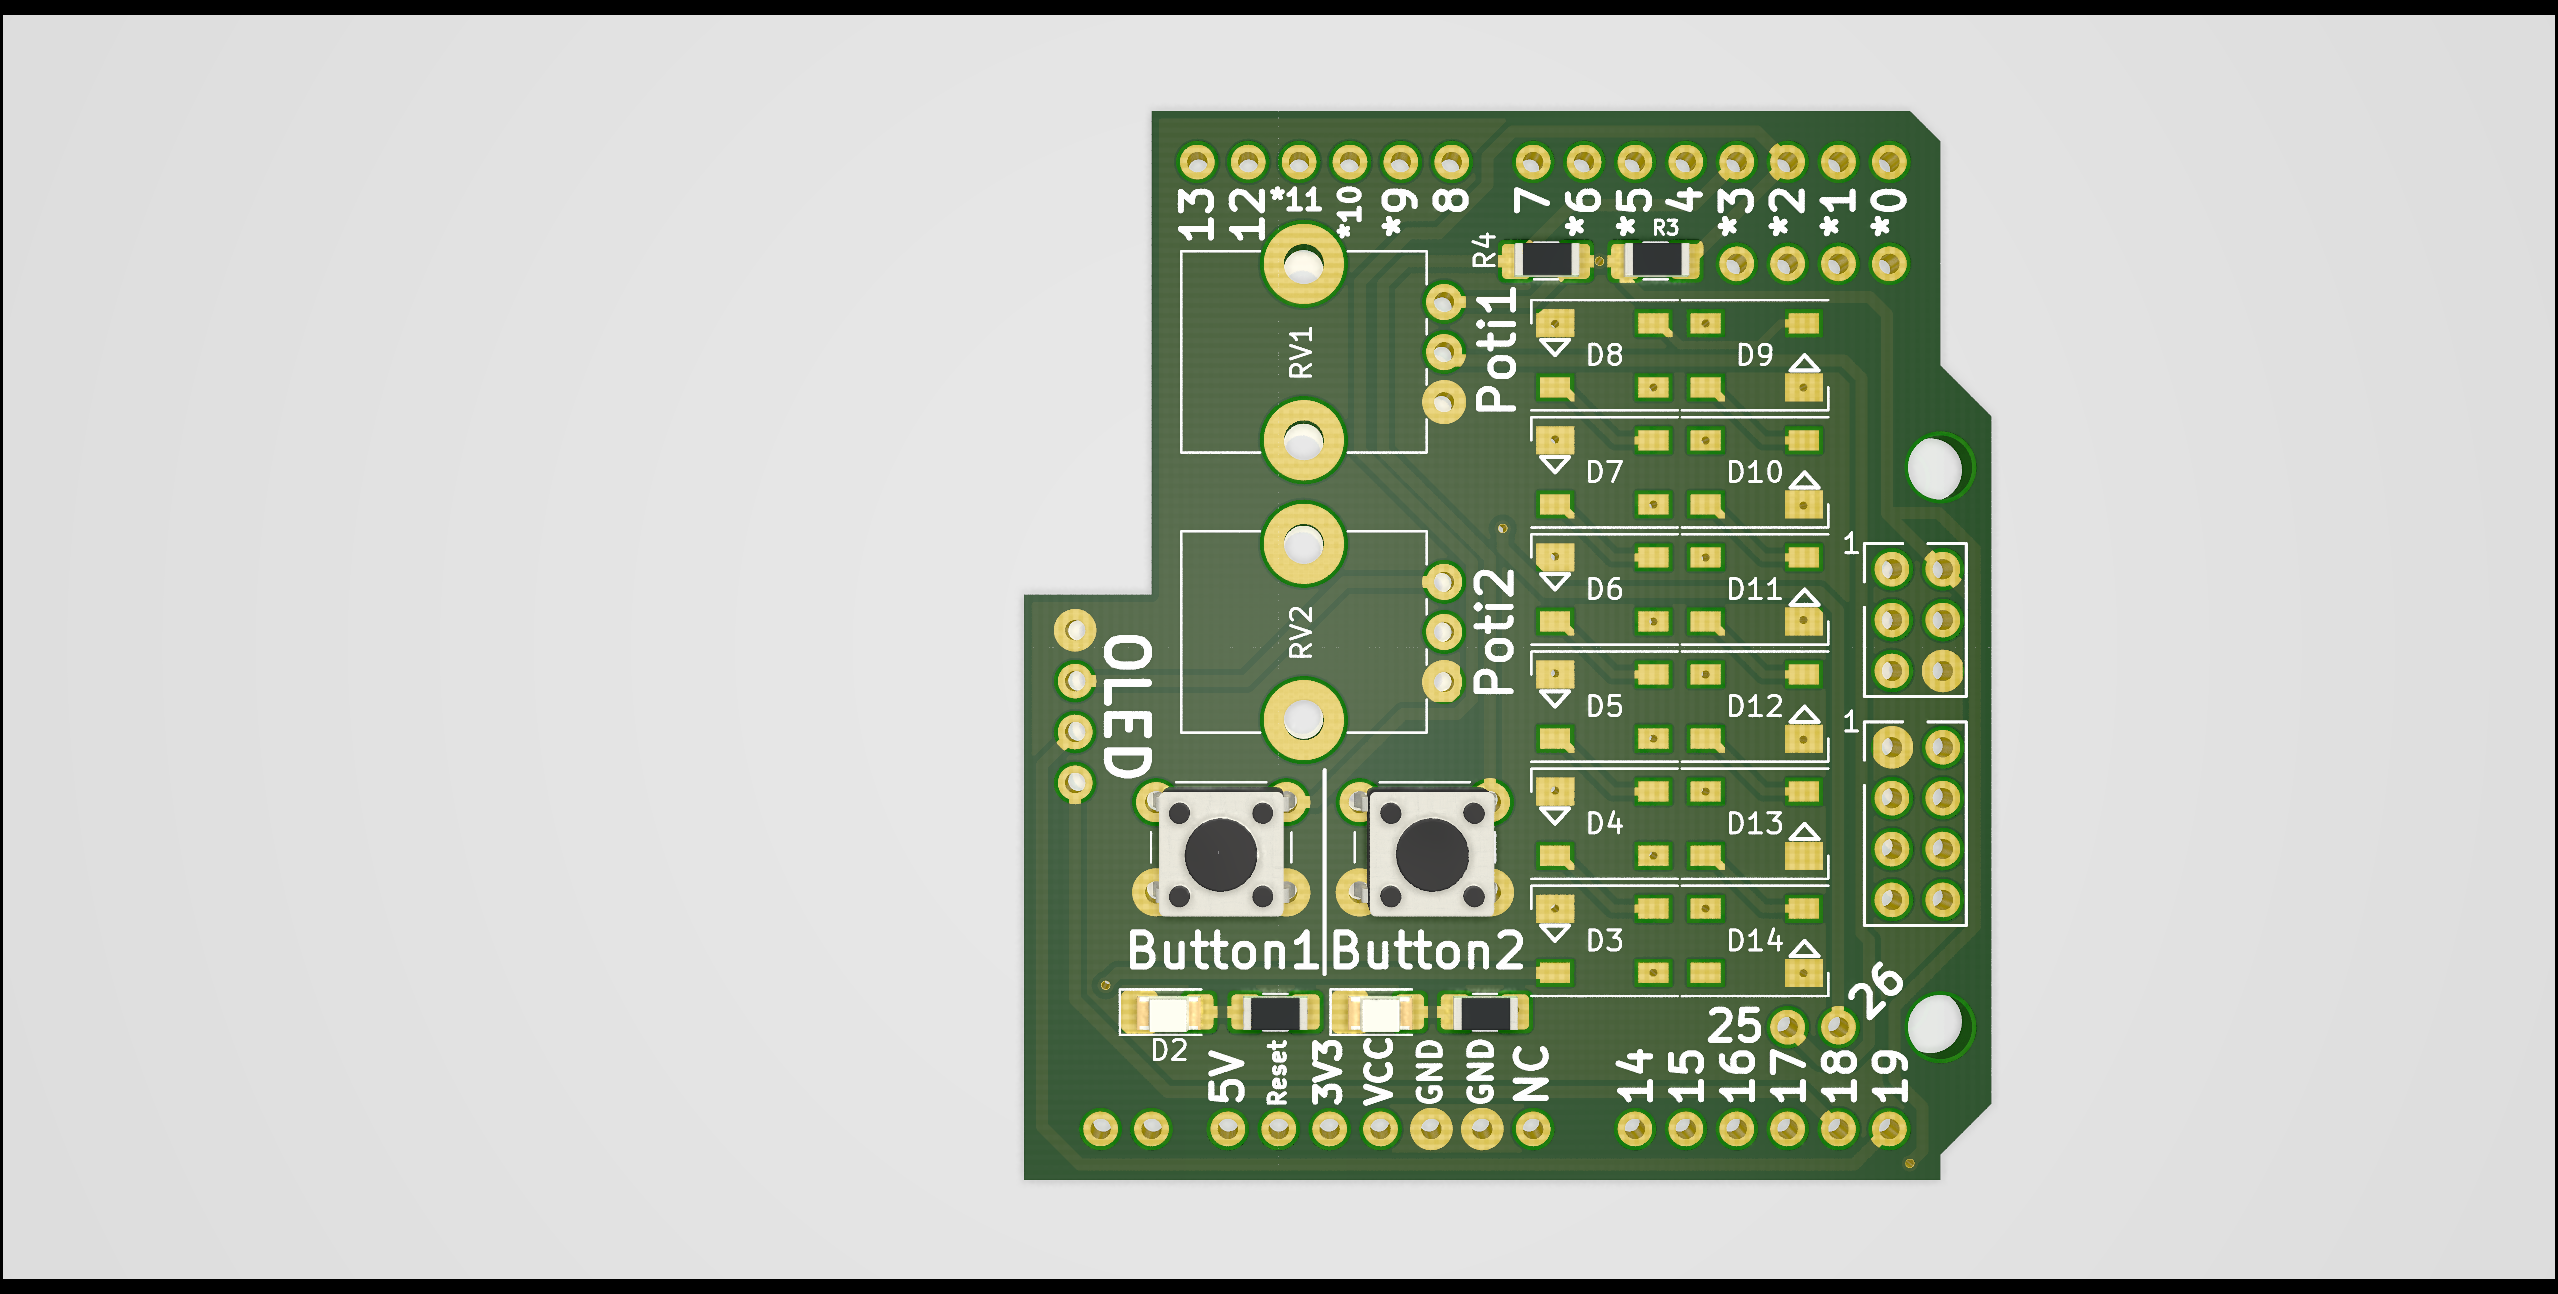 13 12 *11 *10 *9 8 7 *6 *5 4 *3 *2 *1 *0
R4 R3
RV1 Poti1
D8 D9
D7 D10
1
D6 D11
RV2 Poti2
OLED
D5 D12
1
D4 D13
D3 D14
Button1 Button2
26
25
D2
5V Reset 3V3 VCC GND GND NC 14 15 16 17 18 19